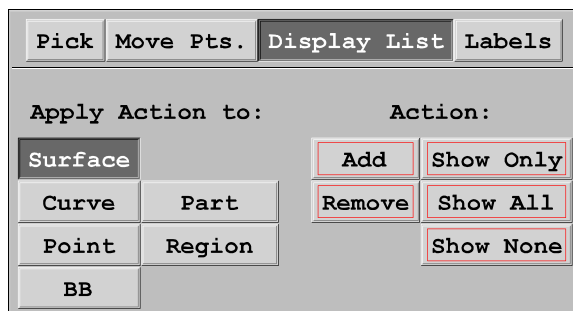 Pick Move Pts. Display List Labels
Apply Action to: Action:
Surface Add Show Only
Curve Part Remove Show All
Point Region Show None
BB